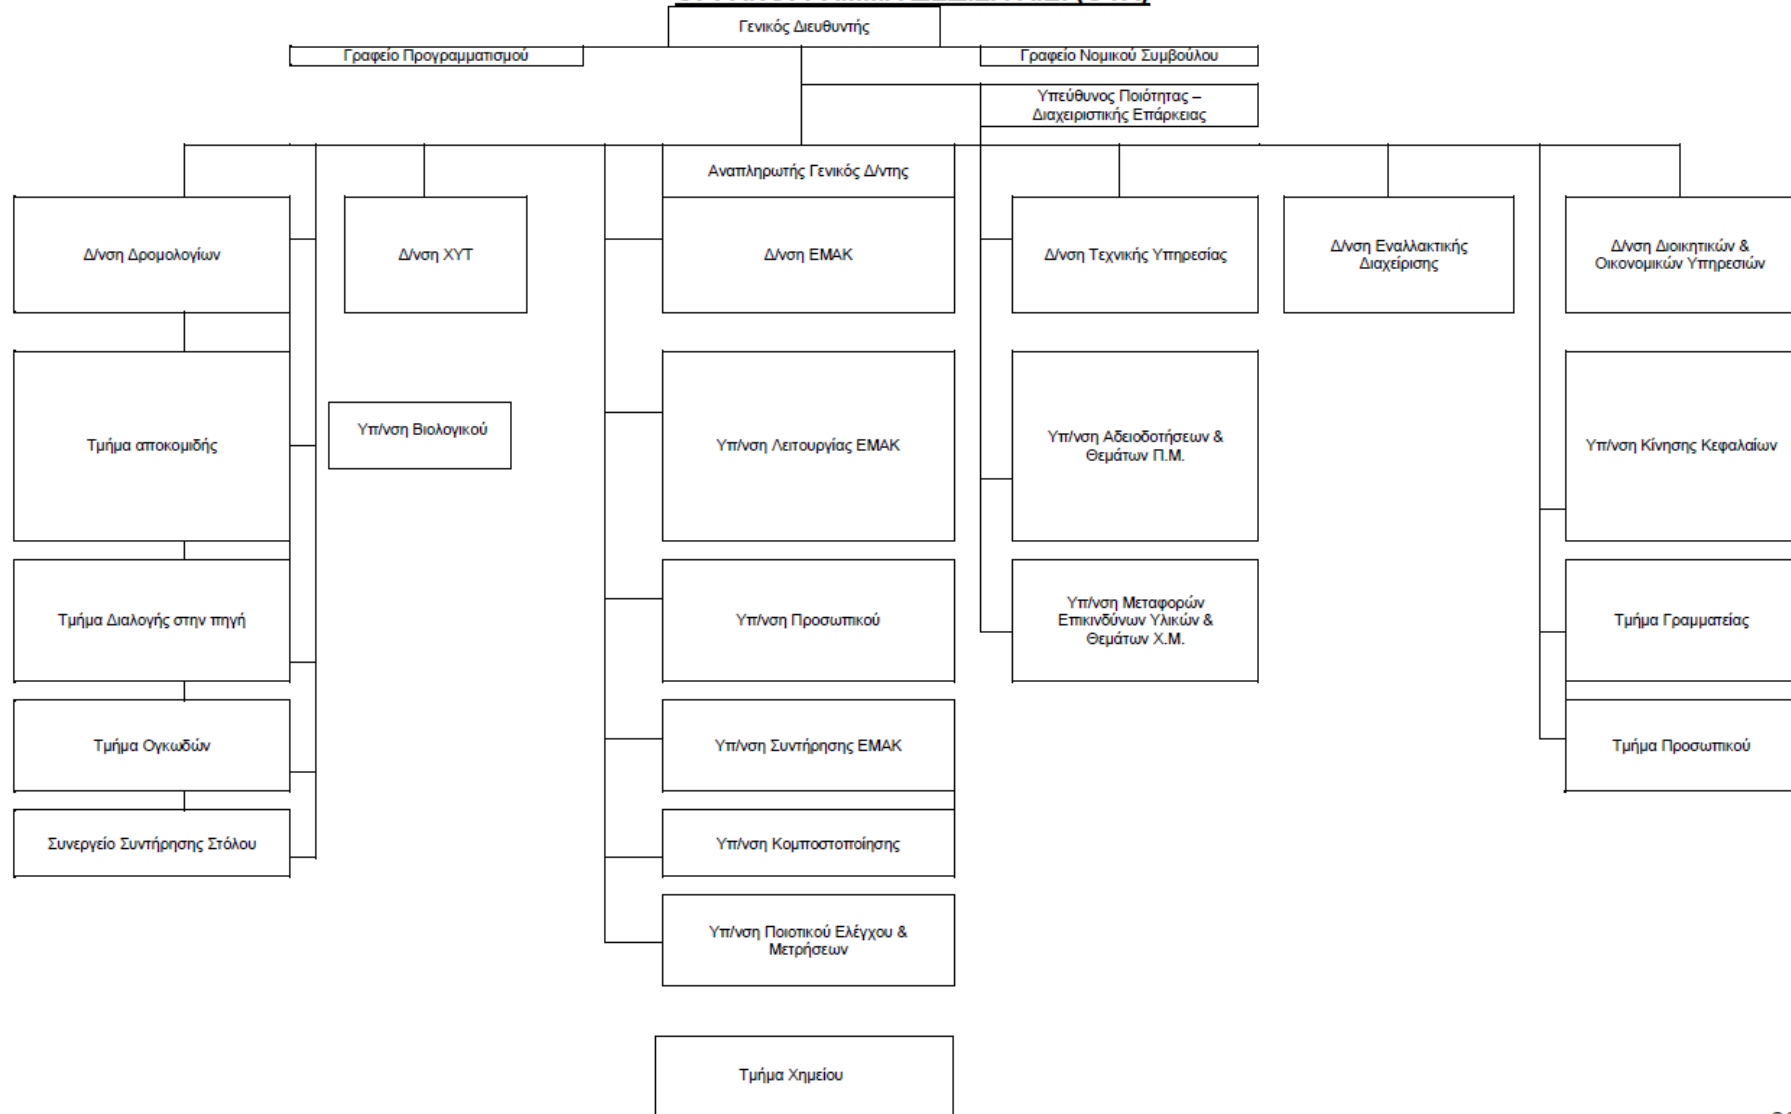 Γενικός Διευθυντής
Γραφείο Προγραμματισμού
Γραφείο Νομικού Συμβούλου
Υπεύθυνος Ποιότητας –
Διαχειριστικής Επάρκειας
Αναπληρωτής Γενικός Δ/ντης
Δ/νση Δρομολογίων
Δ/νση ΧΥΤ
Δ/νση ΕΜΑΚ
Δ/νση Τεχνικής Υπηρεσίας
Δ/νση Εναλλακτικής
Διαχείρισης
Δ/νση Διοικητικών &
Οικονομικών Υπηρεσιών
Τμήμα αποκομιδής
Υπ/νση Βιολογικού
Υπ/νση Λειτουργίας ΕΜΑΚ
Υπ/νση Αδειοδοτήσεων &
Θεμάτων Π.Μ.
Υπ/νση Κίνησης Κεφαλαίων
Τμήμα Διαλογής στην πηγή
Υπ/νση Προσωπικού
Υπ/νση Μεταφορών
Επικινδύνων Υλικών &
Θεμάτων Χ.Μ.
Τμήμα Γραμματείας
Τμήμα Ογκωδών
Υπ/νση Συντήρησης ΕΜΑΚ
Τμήμα Προσωπικού
Συνεργείο Συντήρησης Στόλου
Υπ/νση Κομποστοποίησης
Υπ/νση Ποιοτικού Ελέγχου &
Μετρήσεων
Τμήμα Χημείου